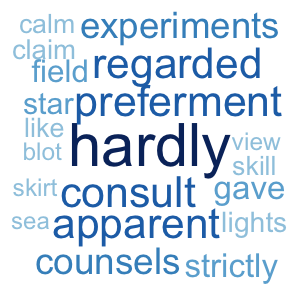 calm experiments
claim
field regarded
star preferment
like hardly view
blot skill
skirt consult gave
sea apparent lights
counsels strictly